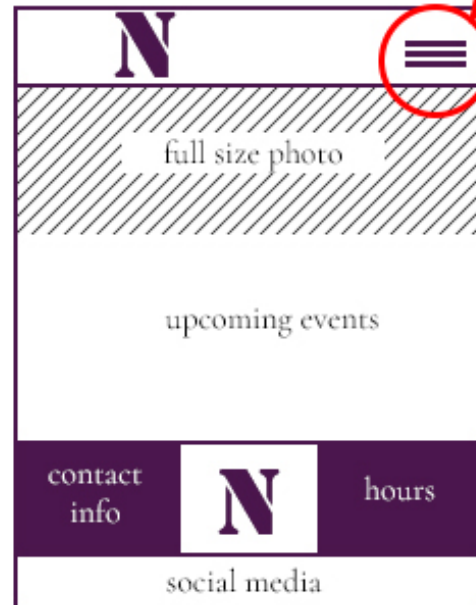 N
full size photo
upcoming events
contact
info
N
hours
social media